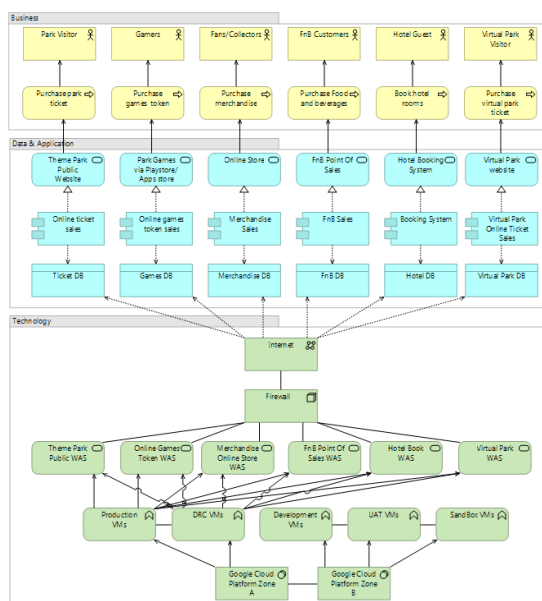 Business
Park Visitor
Gamers
Fans/Collectors
FnB Customers
Hotel Guest
Virtual Park
Visitor
Purchase park
ticket
Purchase
games token
Purchase
merchandise
Purchase Food
and beverages
Book hotel
rooms
Purchase
virtual park
ticket
Data & Application
Theme Park
Public
Website
Park Games
via Playstore/
Apps store
Online Store
FnB Point Of
Sales
Hotel Booking
System
Virtual Park
website
Online ticket
sales
Online games
token sales
Merchandise
Sales
FnB Sales
Booking System
Virtual Park
Online Ticket
Sales
Ticket DB
Games DB
Merchandise DB
FnB DB
Hotel DB
Virtual Park DB
Technology
Internet
Firewall
Theme Park
Public WAS
Online Games
Token WAS
Merchandise
Online Store
WAS
FnB Point Of
Sales WAS
Hotel Book
WAS
Virtual Park
WAS
Production
VMs
DRC VMs
Development
VMs
UAT VMs
SandBox VMs
Google Cloud
Platform Zone
A
Google Cloud
Platform Zone
B